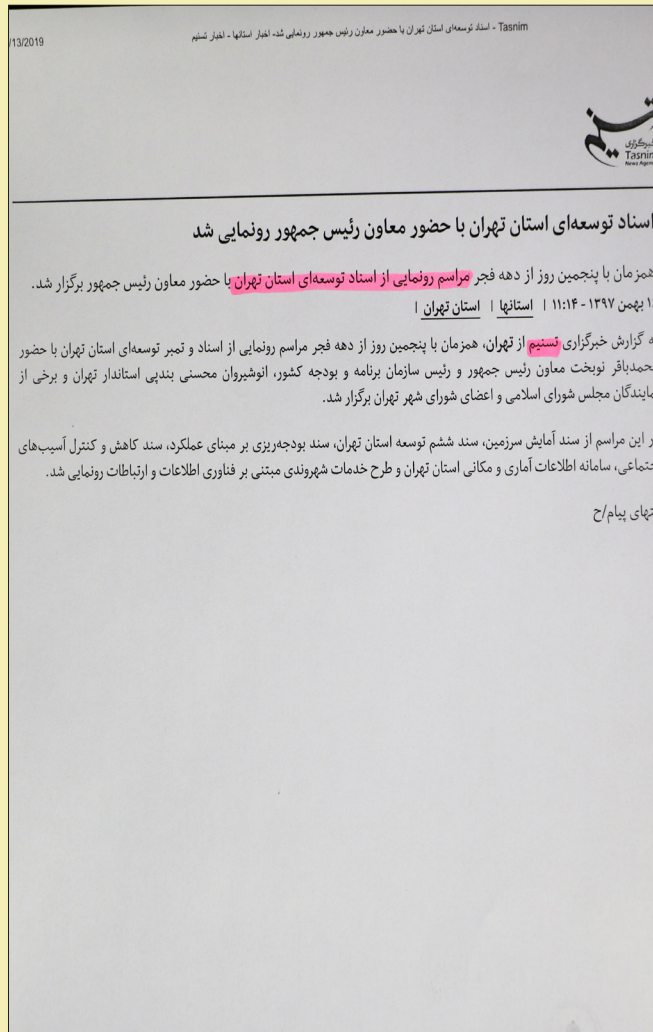 /13/2019
Tasnim - اسناد توسعه‌ای استان تهران با حضور معاون رئیس جمهور رونمایی شد- اخبار استانها - اخبار تسنیم
تسنیم
خبرگزاری
Tasnim
News Agen
اسناد توسعه‌ای استان تهران با حضور معاون رئیس جمهور رونمایی شد
همزمان با پنجمین روز از دهه فجر مراسم رونمایی از اسناد توسعه‌ای استان تهران با حضور معاون رئیس جمهور برگزار شد.
بهمن ۱۳۹۷ - ۱۱:۱۴ | استانها | استان تهران |
ه گزارش خبرگزاری تسنیم از تهران، همزمان با پنجمین روز از دهه فجر مراسم رونمایی از اسناد و تمبر توسعه‌ای استان تهران با حضور
حمدباقر نوبخت معاون رئیس جمهور و رئیس سازمان برنامه و بودجه کشور، انوشیروان محسنی بندپی استاندار تهران و برخی از
مایندگان مجلس شورای اسلامی و اعضای شورای شهر تهران برگزار شد.
ر این مراسم از سند آمایش سرزمین، سند ششم توسعه استان تهران، سند بودجه‌ریزی بر مبنای عملکرد، سند کاهش و کنترل آسیب‌های
جتماعی، سامانه اطلاعات آماری و مکانی استان تهران و طرح خدمات شهروندی مبتنی بر فناوری اطلاعات و ارتباطات رونمایی شد.
نتهای پیام/ح